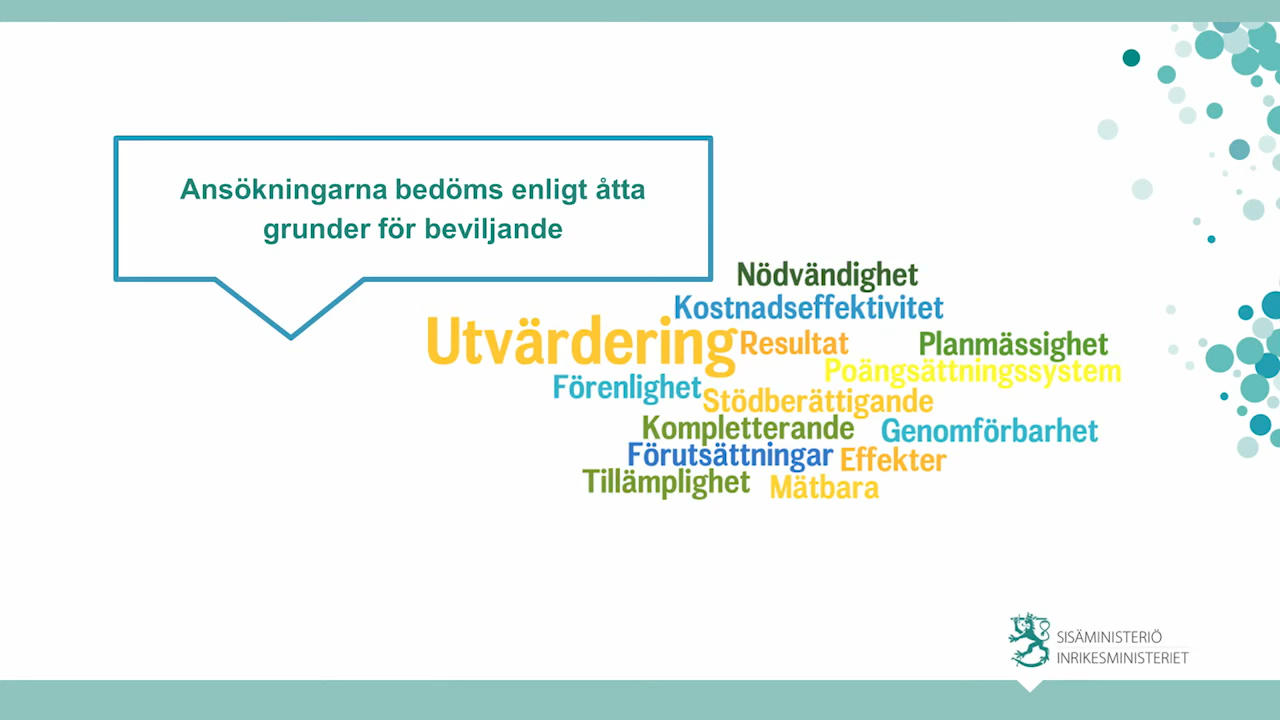 Ansökningarna bedöms enligt åtta
grunder för beviljande
Nödvändighet
Kostnadseffektivitet
Utvärdering
Resultat
Planmässighet
Poängsättningssystem
Förenlighet
Stödberättigande
Kompletterande
Genomförbarhet
Förutsättningar
Effekter
Tillämplighet
Mätbara
SISÄMINISTERIÖ
INRIKESMINISTERIET